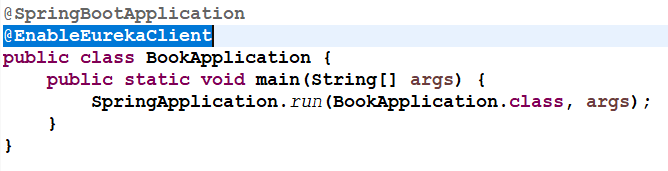 @SpringBootApplication
@EnableEurekaClient
public class BookApplication {
    public static void main(String[] args) {
        SpringApplication.run(BookApplication.class, args);
    }
}